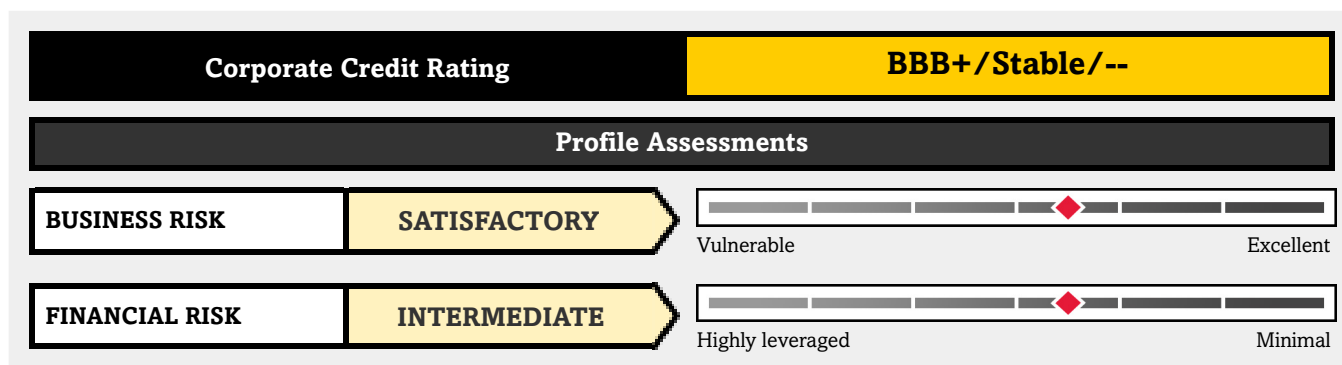 Corporate Credit Rating
BBB+/Stable/--
Profile Assessments
BUSINESS RISK
SATISFACTORY
Vulnerable
Excellent
FINANCIAL RISK
INTERMEDIATE
Highly leveraged
Minimal